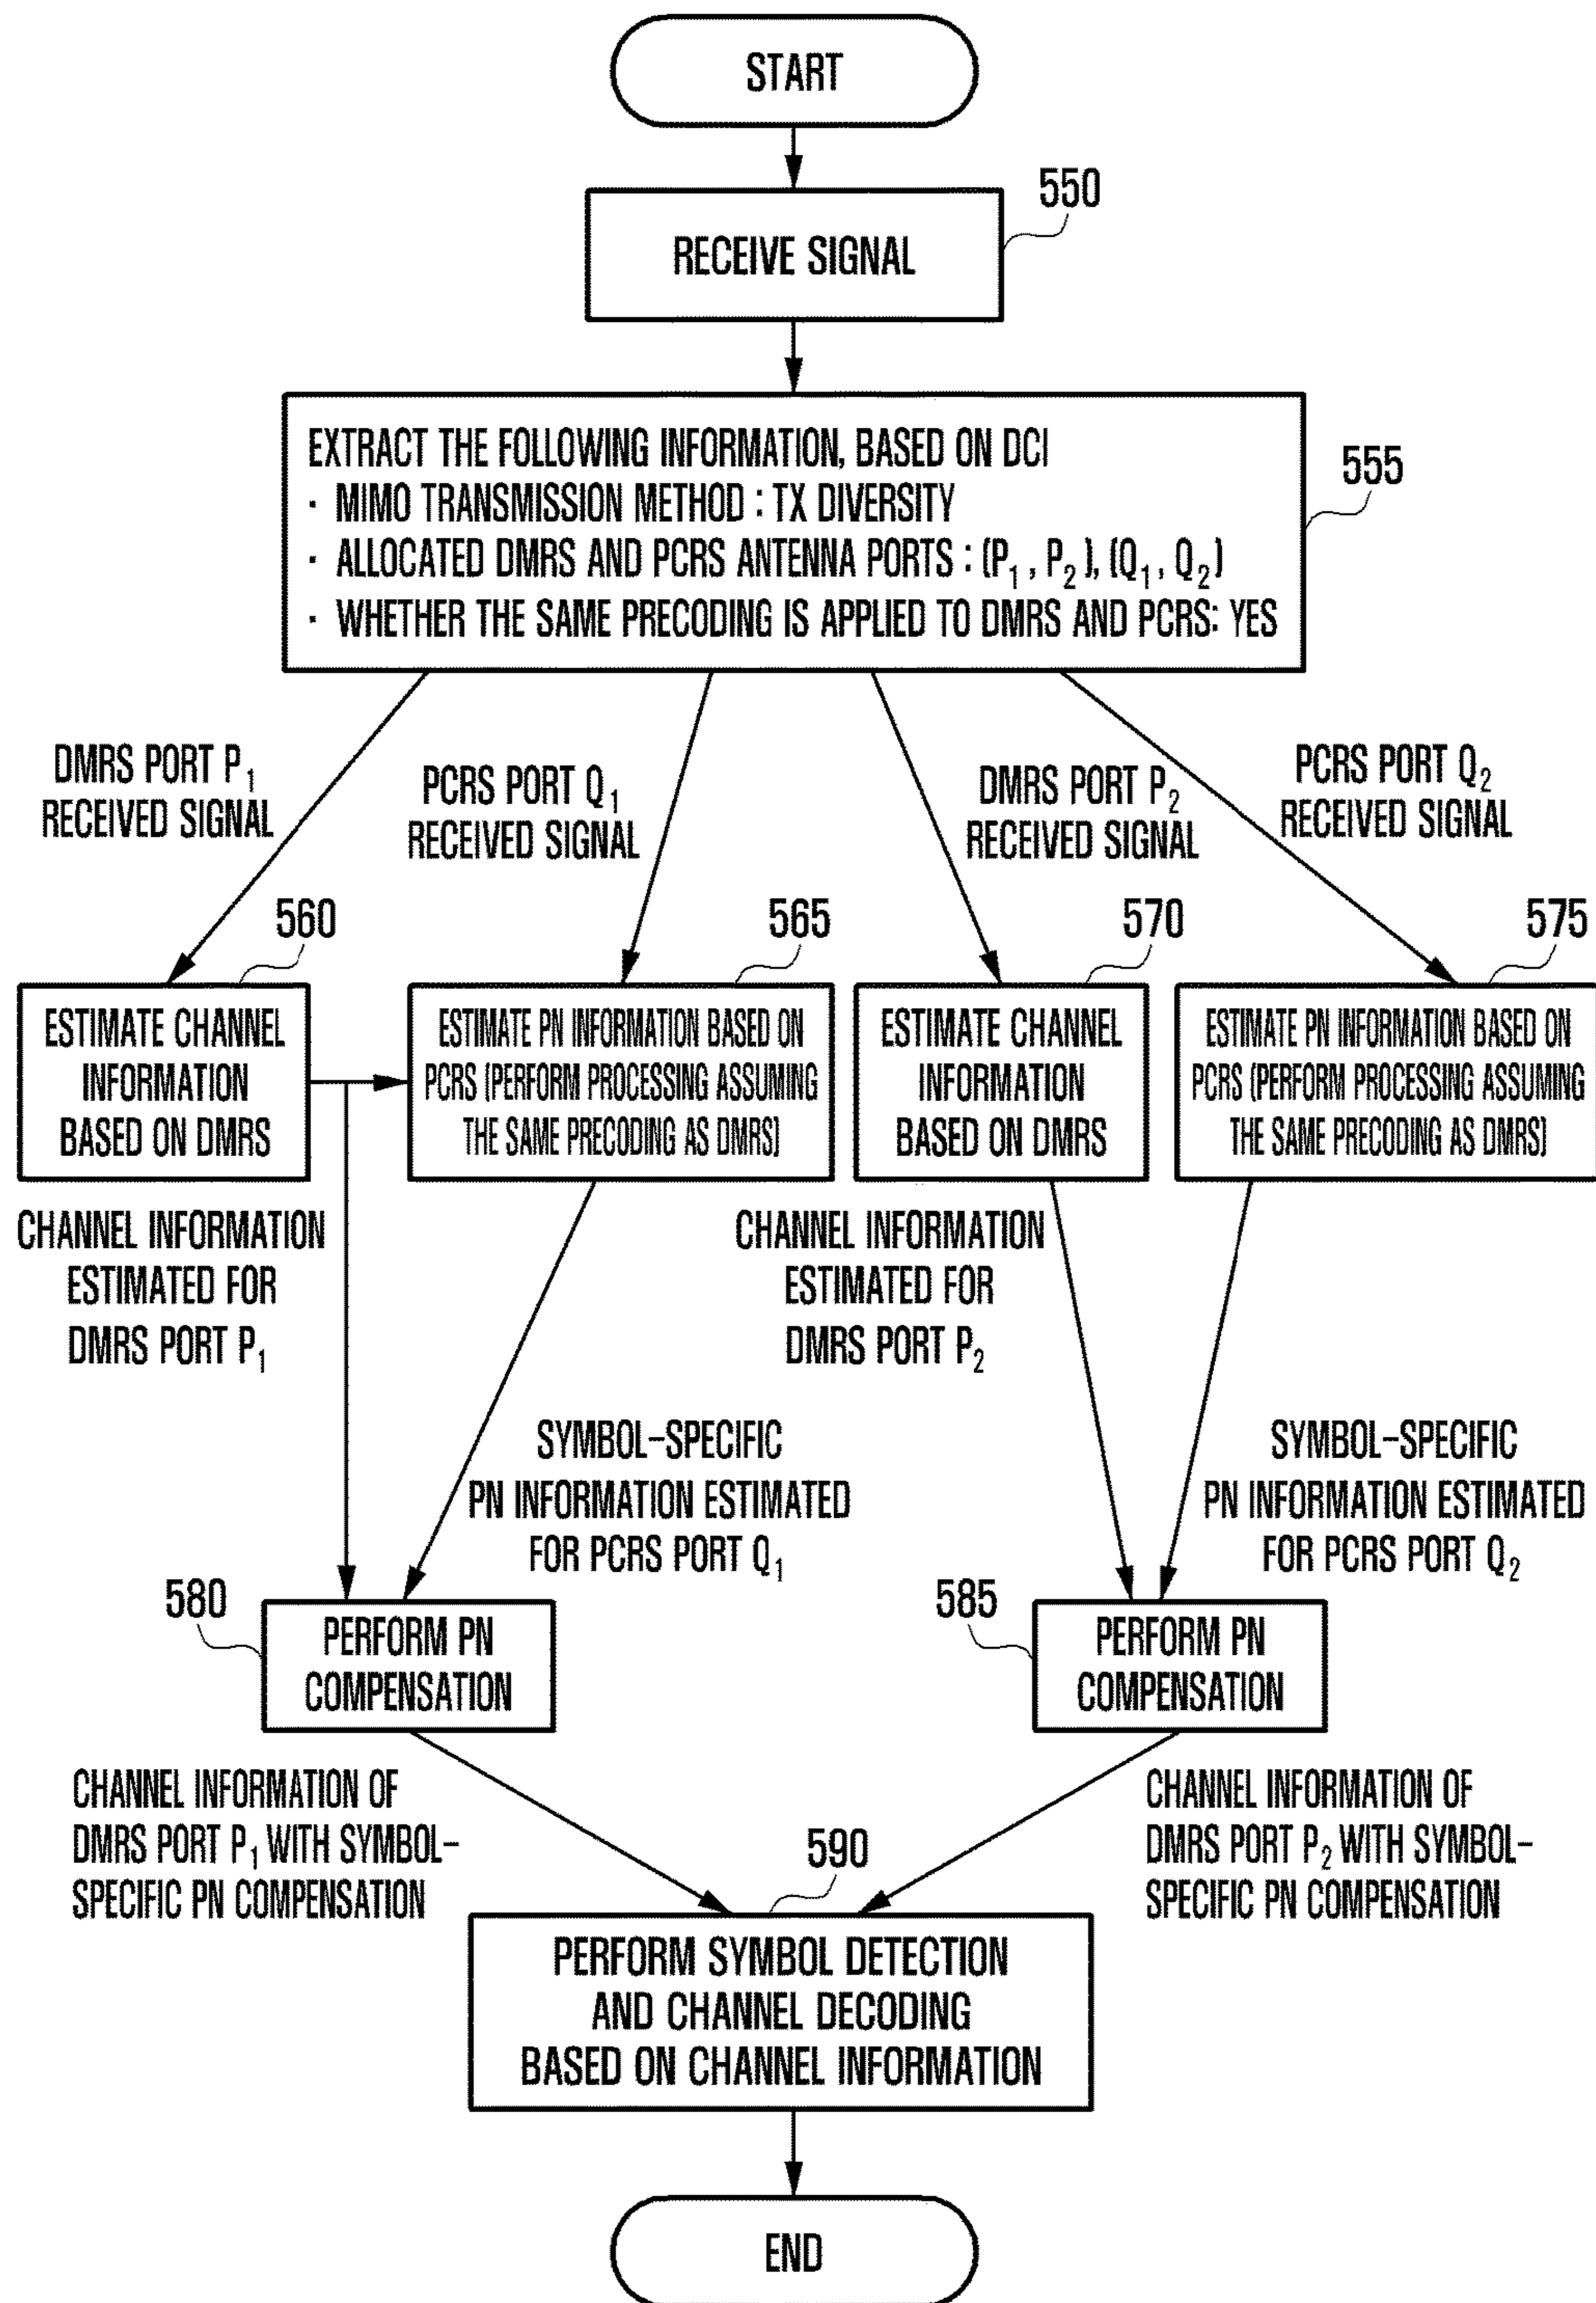 START
550
RECEIVE SIGNAL
EXTRACT THE FOLLOWING INFORMATION, BASED ON DCI
· MIMO TRANSMISSION METHOD : TX DIVERSITY
· ALLOCATED DMRS AND PCRS ANTENNA PORTS : (P₁, P₂), (Q₁, Q₂)
· WHETHER THE SAME PRECODING IS APPLIED TO DMRS AND PCRS: YES
555
DMRS PORT P₁
RECEIVED SIGNAL
PCRS PORT Q₁
RECEIVED SIGNAL
DMRS PORT P₂
RECEIVED SIGNAL
PCRS PORT Q₂
RECEIVED SIGNAL
560
ESTIMATE CHANNEL
INFORMATION
BASED ON DMRS
565
ESTIMATE PN INFORMATION BASED ON
PCRS (PERFORM PROCESSING ASSUMING
THE SAME PRECODING AS DMRS)
570
ESTIMATE CHANNEL
INFORMATION
BASED ON DMRS
575
ESTIMATE PN INFORMATION BASED ON
PCRS (PERFORM PROCESSING ASSUMING
THE SAME PRECODING AS DMRS)
CHANNEL INFORMATION
ESTIMATED FOR
DMRS PORT P₁
SYMBOL-SPECIFIC
PN INFORMATION ESTIMATED
FOR PCRS PORT Q₁
CHANNEL INFORMATION
ESTIMATED FOR
DMRS PORT P₂
SYMBOL-SPECIFIC
PN INFORMATION ESTIMATED
FOR PCRS PORT Q₂
580
PERFORM PN
COMPENSATION
585
PERFORM PN
COMPENSATION
CHANNEL INFORMATION OF
DMRS PORT P₁ WITH SYMBOL-
SPECIFIC PN COMPENSATION
CHANNEL INFORMATION OF
DMRS PORT P₂ WITH SYMBOL-
SPECIFIC PN COMPENSATION
590
PERFORM SYMBOL DETECTION
AND CHANNEL DECODING
BASED ON CHANNEL INFORMATION
END